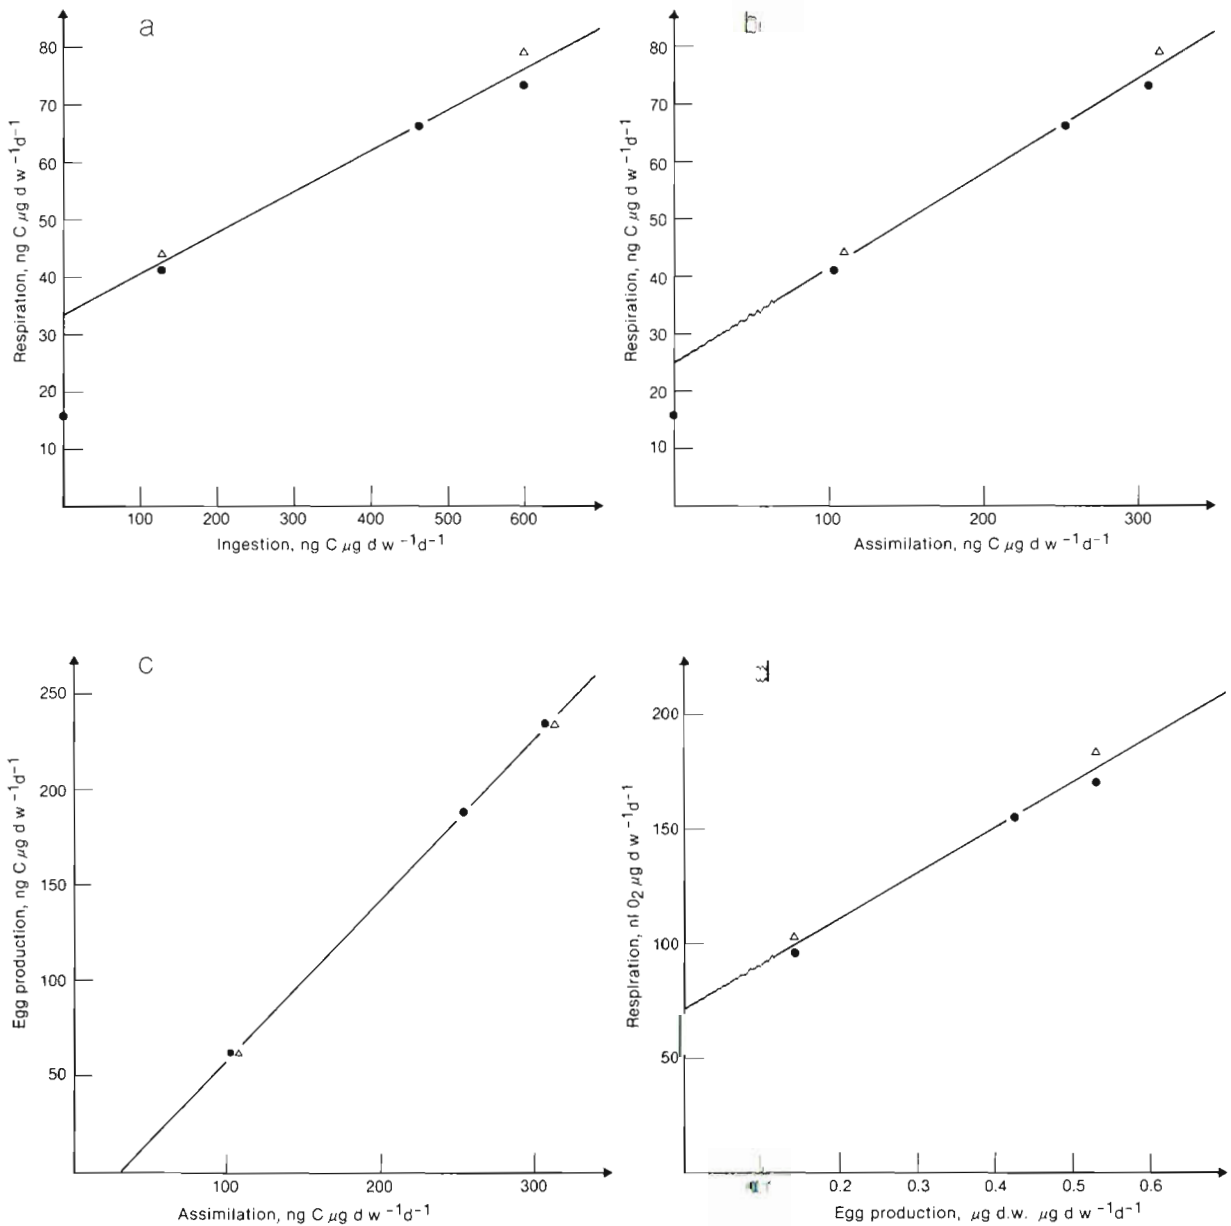 a
80
70
60
50
40
30
20
10
Respiration, ng C μg d w ⁻¹d⁻¹
100 200 300 400 500 600
Ingestion, ng C μg d w ⁻¹d⁻¹
80
70
60
50
40
30
20
10
Respiration, ng C μg d w ⁻¹d⁻¹
100 200 300
Assimilation, ng C μg d w ⁻¹d⁻¹
C
250
200
150
100
50
Egg production, ng C μg d w ⁻¹d⁻¹
100 200 300
Assimilation, ng C μg d w ⁻¹d⁻¹
200
150
100
50
Respiration, nl O₂ μg d w ⁻¹d⁻¹
0.2 0.3 0.4 0.5 0.6
Egg production, μg d.w. μg d w ⁻¹d⁻¹